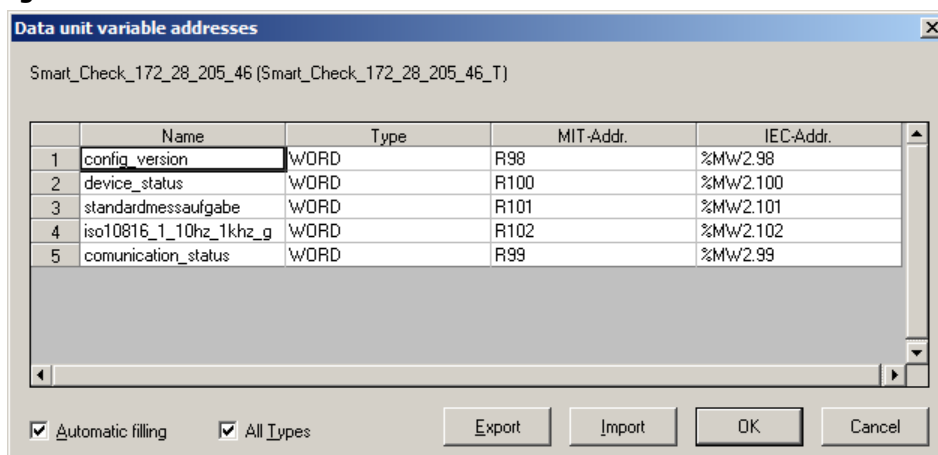 Data unit variable addresses
Smart_Check_172_28_205_46 (Smart_Check_172_28_205_46_T)
Name Type MIT-Addr. IEC-Addr.
1 config_version WORD R98 %MW2.98
2 device_status WORD R100 %MW2.100
3 standardmessaufgabe WORD R101 %MW2.101
4 iso10816_1_10hz_1khz_g WORD R102 %MW2.102
5 comunication_status WORD R99 %MW2.99
Automatic filling All Types Export Import OK Cancel